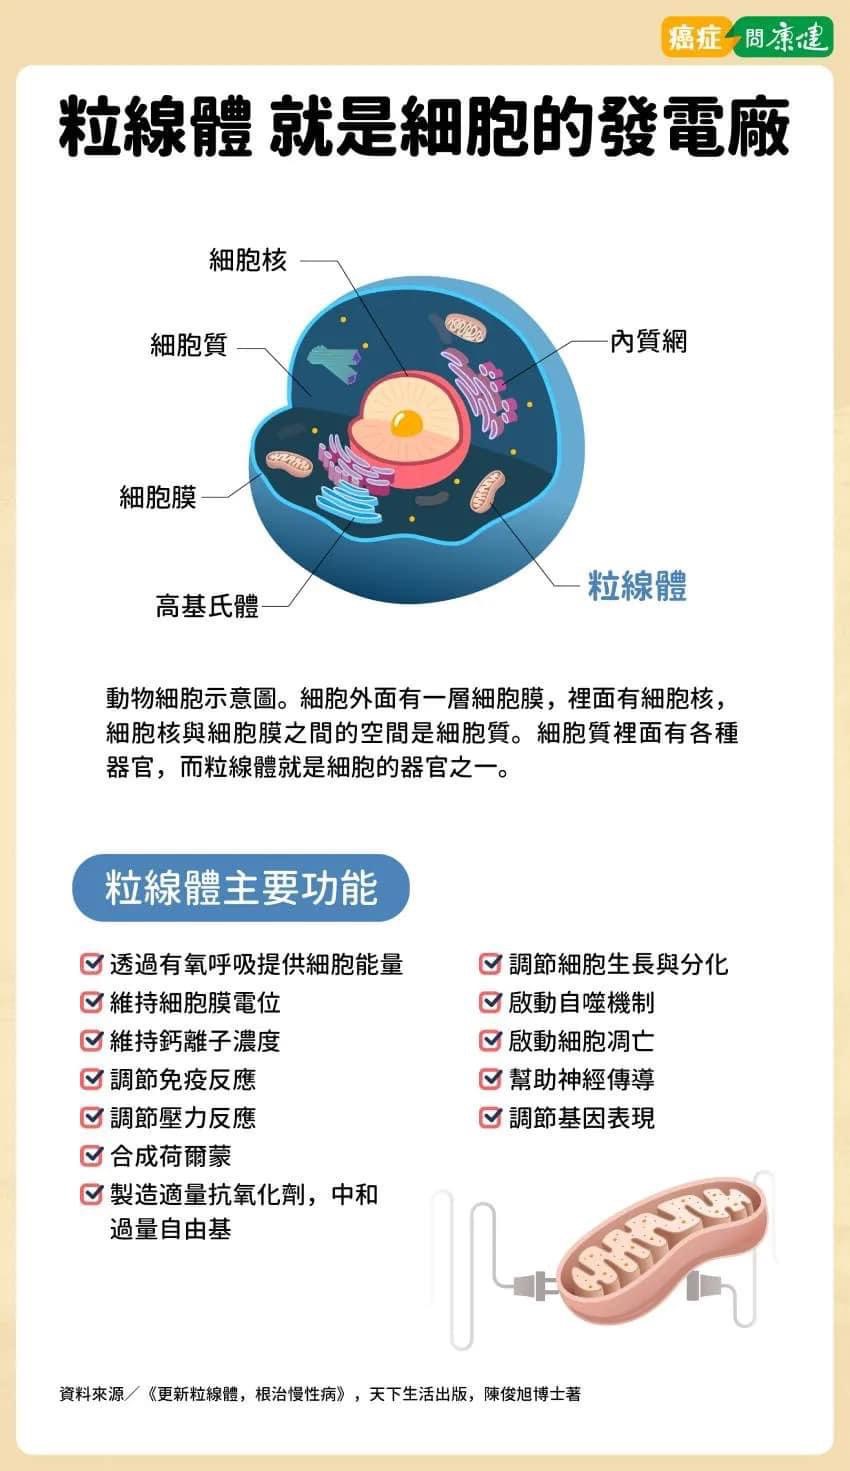 癌症問康健
粒線體 就是細胞的發電廠
細胞核
細胞質
內質網
細胞膜
粒線體
高基氏體
動物細胞示意圖。細胞外面有一層細胞膜，裡面有細胞核，
細胞核與細胞膜之間的空間是細胞質。細胞質裡面有各種
器官，而粒線體就是細胞的器官之一。
粒線體主要功能
透過有氧呼吸提供細胞能量
維持細胞膜電位
維持鈣離子濃度
調節免疫反應
調節壓力反應
合成荷爾蒙
製造適量抗氧化劑，中和
過量自由基
調節細胞生長與分化
啟動自噬機制
啟動細胞凋亡
幫助神經傳導
調節基因表現
資料來源／《更新粒線體，根治慢性病》，天下生活出版，陳俊旭博士著